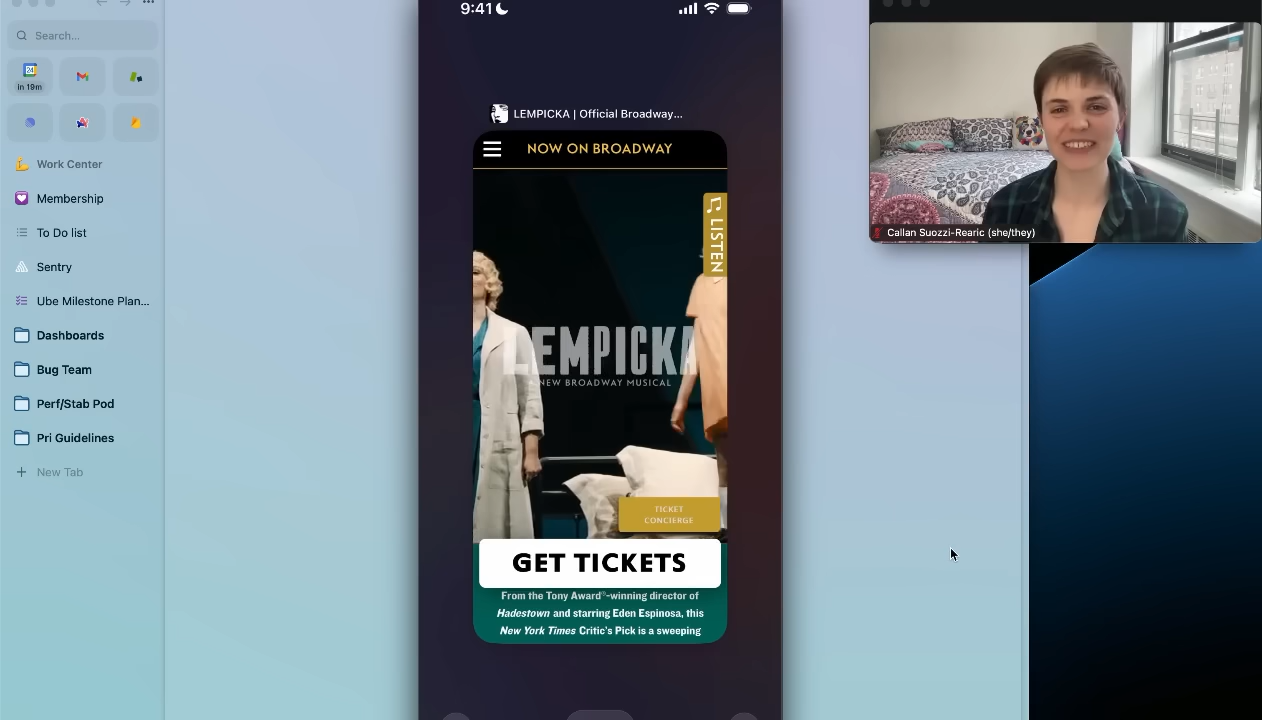 Search...
24
in 19m
Work Center
Membership
To Do list
Sentry
Ube Milestone Plan...
Dashboards
Bug Team
Perf/Stab Pod
Pri Guidelines
New Tab
9:41
LEMPICKA | Official Broadway...
NOW ON BROADWAY
LISTEN
LEMPICKA
A NEW BROADWAY MUSICAL
TICKET
CONCIERGE
GET TICKETS
From the Tony Award®-winning director of
Hadestown and starring Eden Espinosa, this
New York Times Critic's Pick is a sweeping
Callan Suozzi-Rearic (she/they)